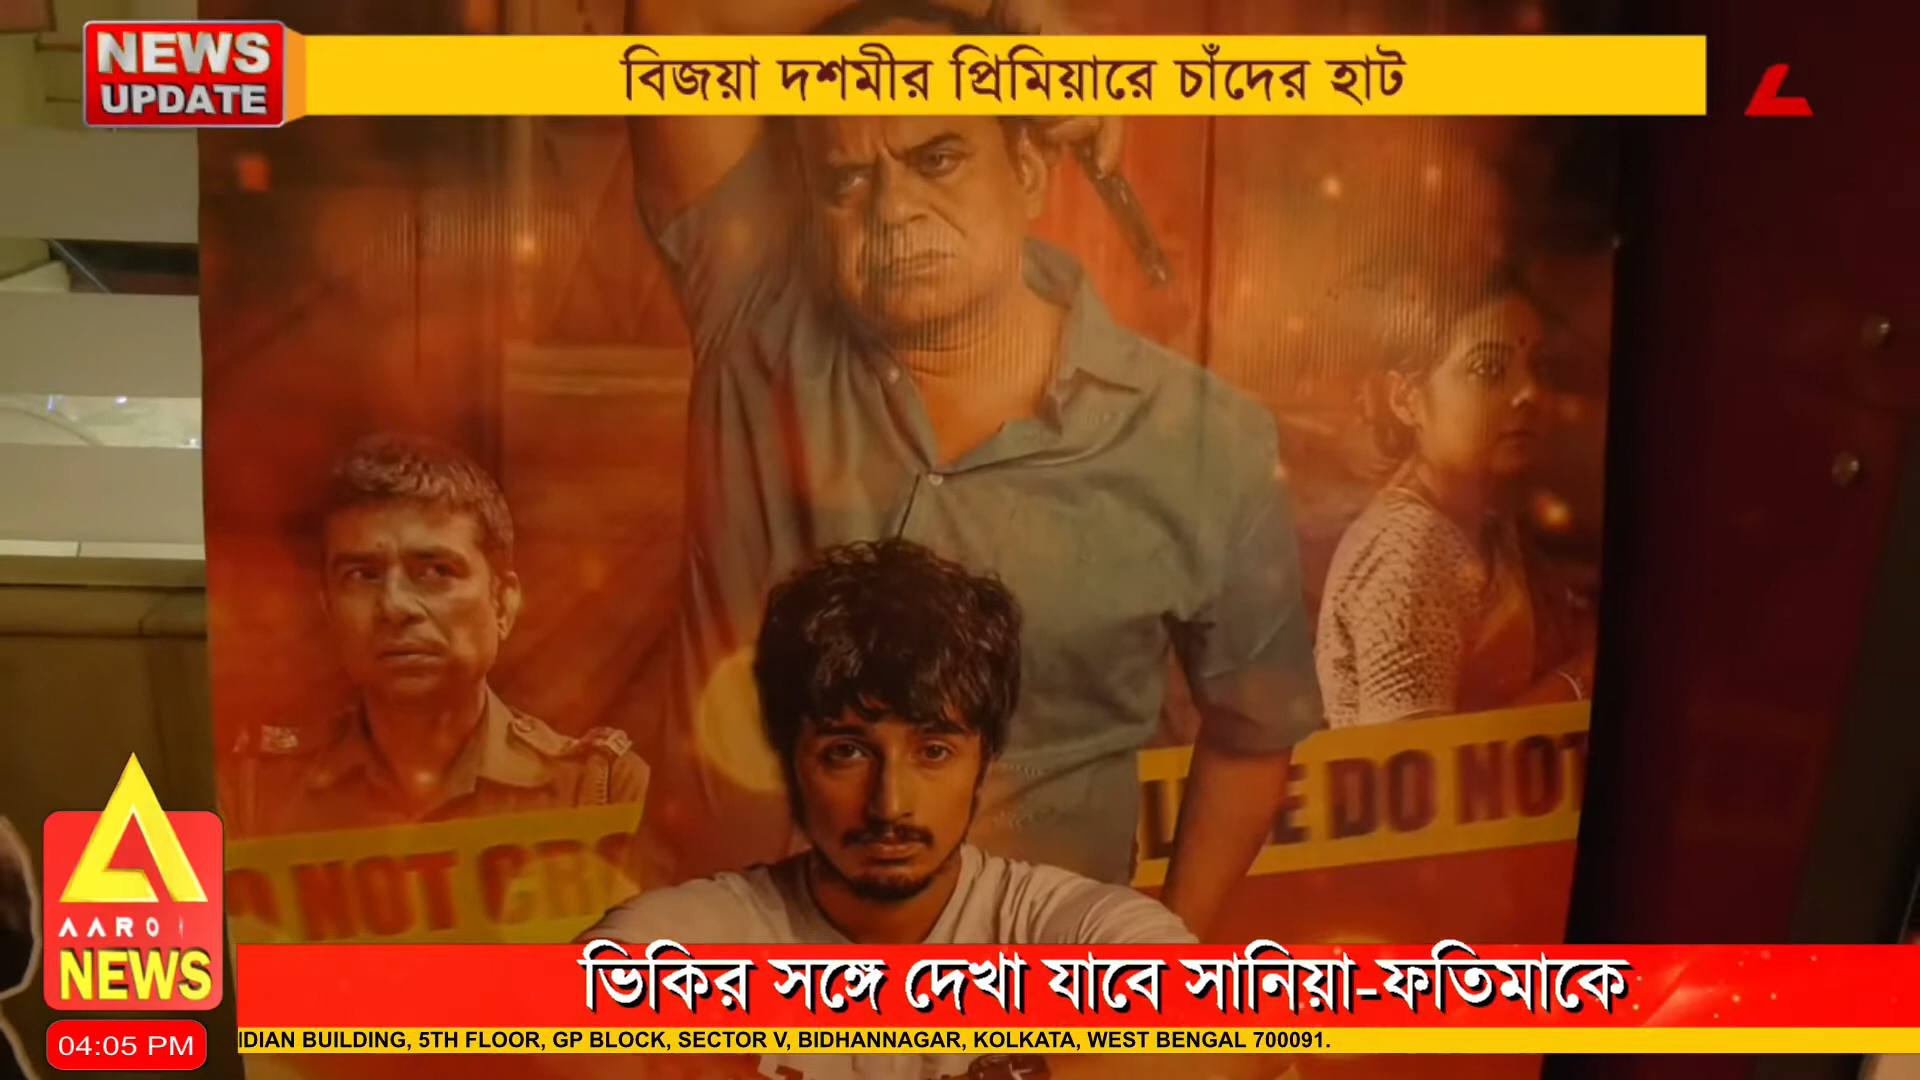 NEWS
UPDATE
বিজয়া দশমীর প্রিমিয়ারে চাঁদের হাট
DO NOT
NOT
AARO
NEWS
ভিকির সঙ্গে দেখা যাবে সানিয়া-ফতিমাকে
04:05 PM
IDIAN BUILDING, 5TH FLOOR, GP BLOCK, SECTOR V, BIDHANNAGAR, KOLKATA, WEST BENGAL 700091.